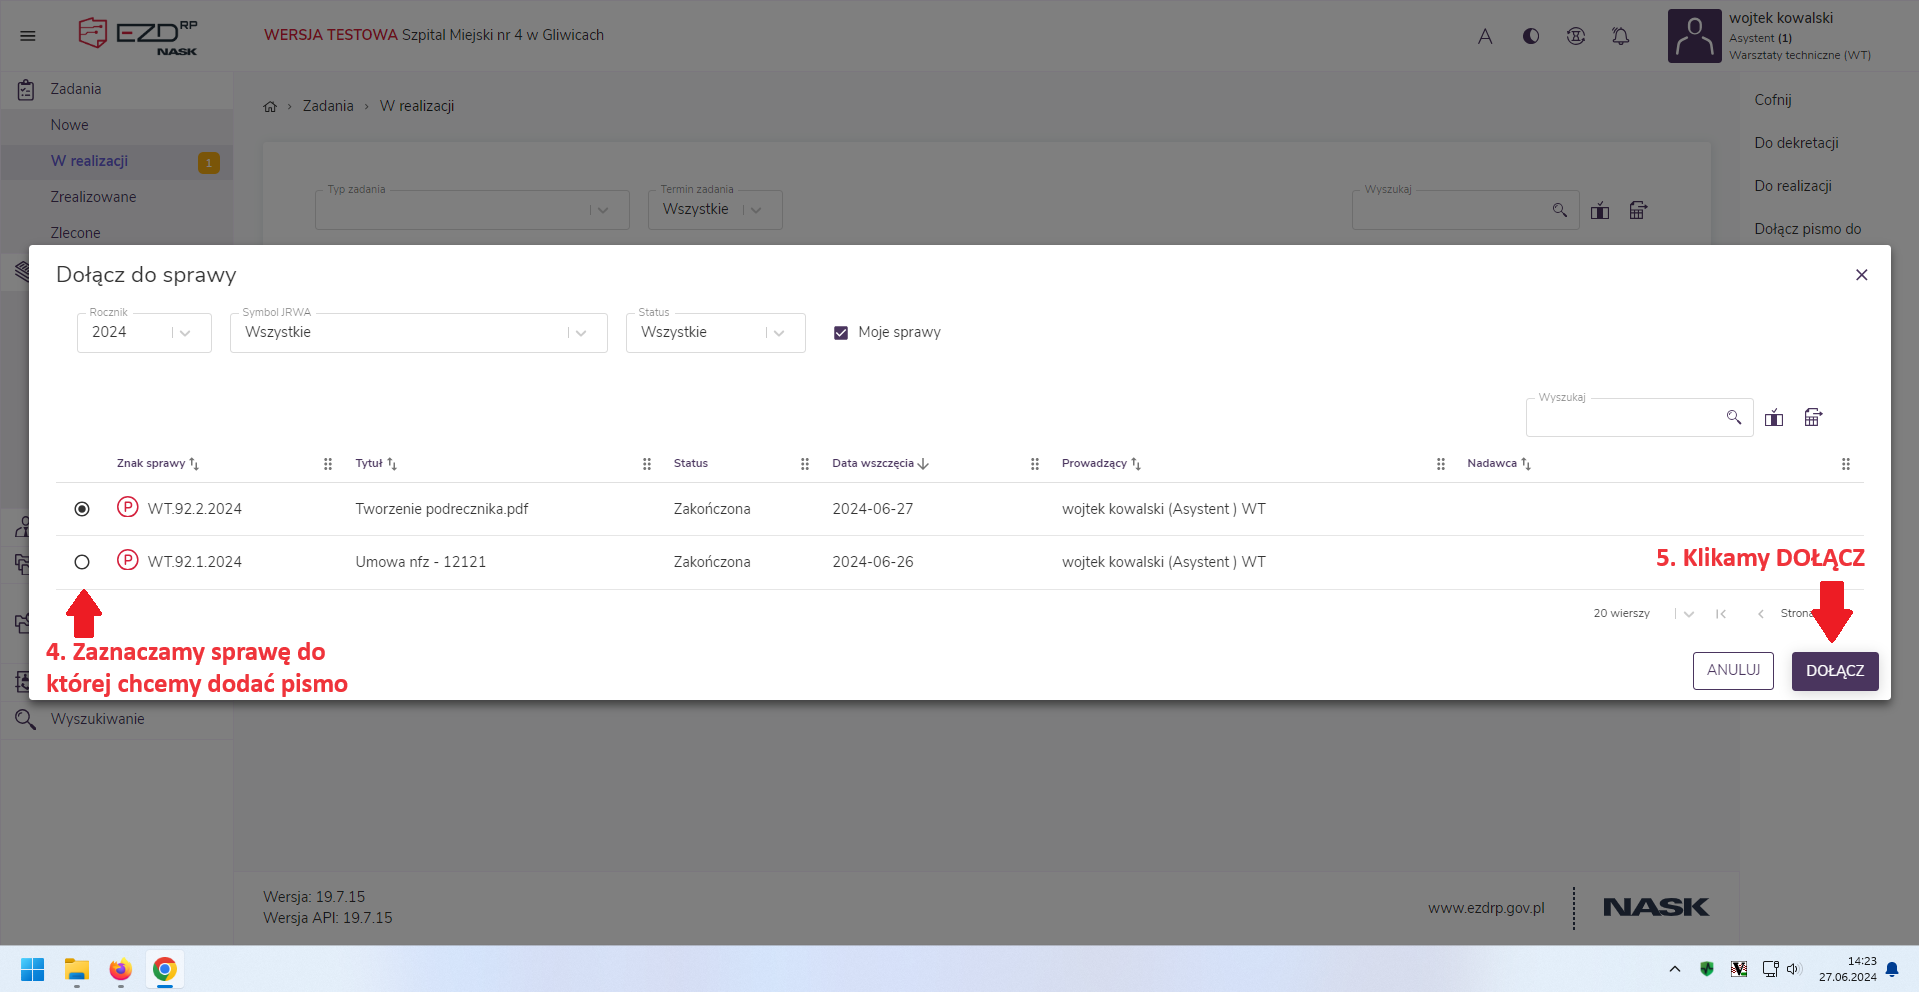 EZD RP
NASK
WERSJA TESTOWA Szpital Miejski nr 4 w Gliwicach
A
wojtek kowalski
Asystent (1)
Warsztaty techniczne (WT)
Zadania
Nowe
W realizacji 1
Zrealizowane
Zlecone
Zadania › W realizacji
Typ zadania
Termin zadania
Wszystkie
Wyszukaj
Cofnij
Do dekretacji
Do realizacji
Dołącz pismo do
Dołącz do sprawy
Rocznik
2024
Symbol JRWA
Wszystkie
Status
Wszystkie
Moje sprawy
Wyszukaj
Znak sprawy Tytuł Status Data wszczęcia Prowadzący Nadawca
P WT.92.2.2024 Tworzenie podrecznika.pdf Zakończona 2024-06-27 wojtek kowalski (Asystent ) WT
P WT.92.1.2024 Umowa nfz - 12121 Zakończona 2024-06-26 wojtek kowalski (Asystent ) WT
5. Klikamy DOŁĄCZ
20 wierszy Strona
4. Zaznaczamy sprawę do
której chcemy dodać pismo
ANULUJ DOŁĄCZ
Wyszukiwanie
Wersja: 19.7.15
Wersja API: 19.7.15
www.ezdrp.gov.pl
NASK
14:23
27.06.2024